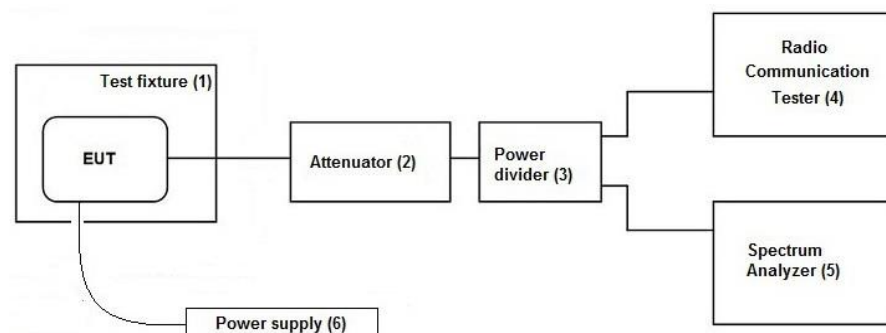 Test fixture (1)
EUT
Attenuator (2)
Power
divider (3)
Radio
Communication
Tester (4)
Spectrum
Analyzer (5)
Power supply (6)